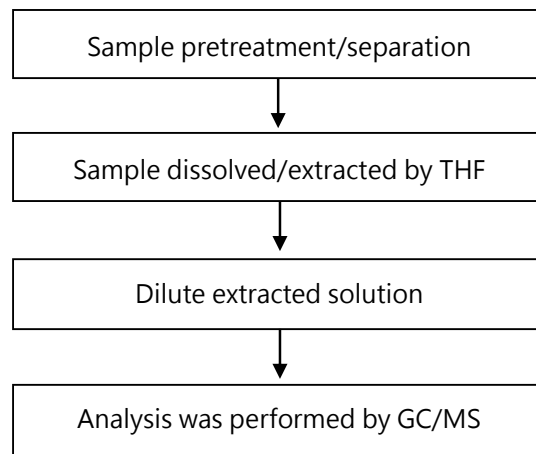 Sample pretreatment/separation
Sample dissolved/extracted by THF
Dilute extracted solution
Analysis was performed by GC/MS